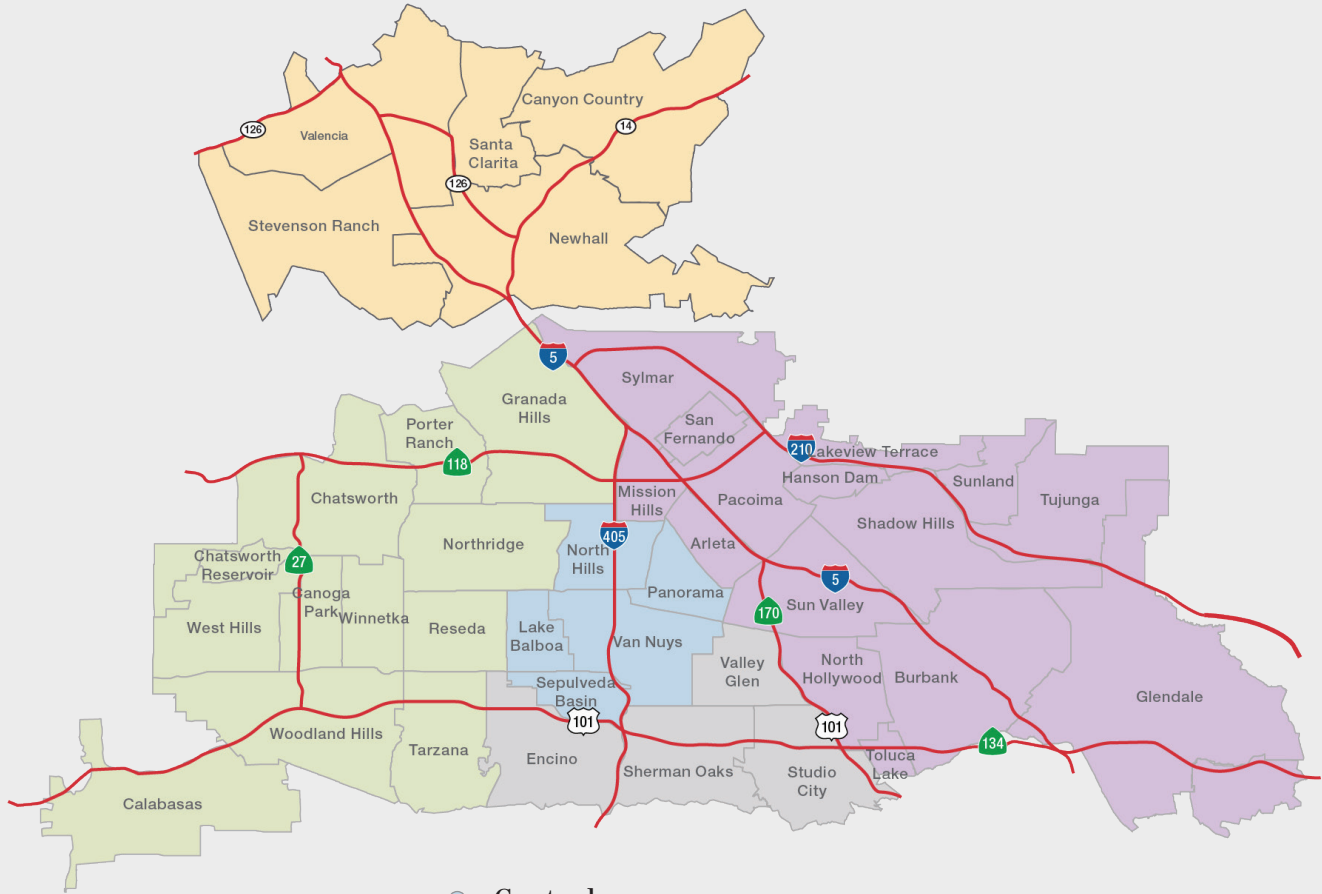 Canyon Country
14
126
Valencia
Santa
Clarita
126
Stevenson Ranch
Newhall
5
Sylmar
Granada
Hills
San
Fernando
Porter
Ranch
118
210
Lakeview Terrace
Hanson Dam
Sunland
Tujunga
Chatsworth
Mission
Hills
Pacoima
Shadow Hills
405
Northridge
North
Hills
Arleta
Chatsworth
Reservoir
27
Canoga
Park
Winnetka
Panorama
5
170
Sun Valley
West Hills
Reseda
Lake
Balboa
Van Nuys
Valley
Glen
North
Hollywood
Burbank
Glendale
Sepulveda
Basin
101
101
134
Woodland Hills
Tarzana
Encino
Sherman Oaks
Studio
City
Toluca
Lake
Calabasas